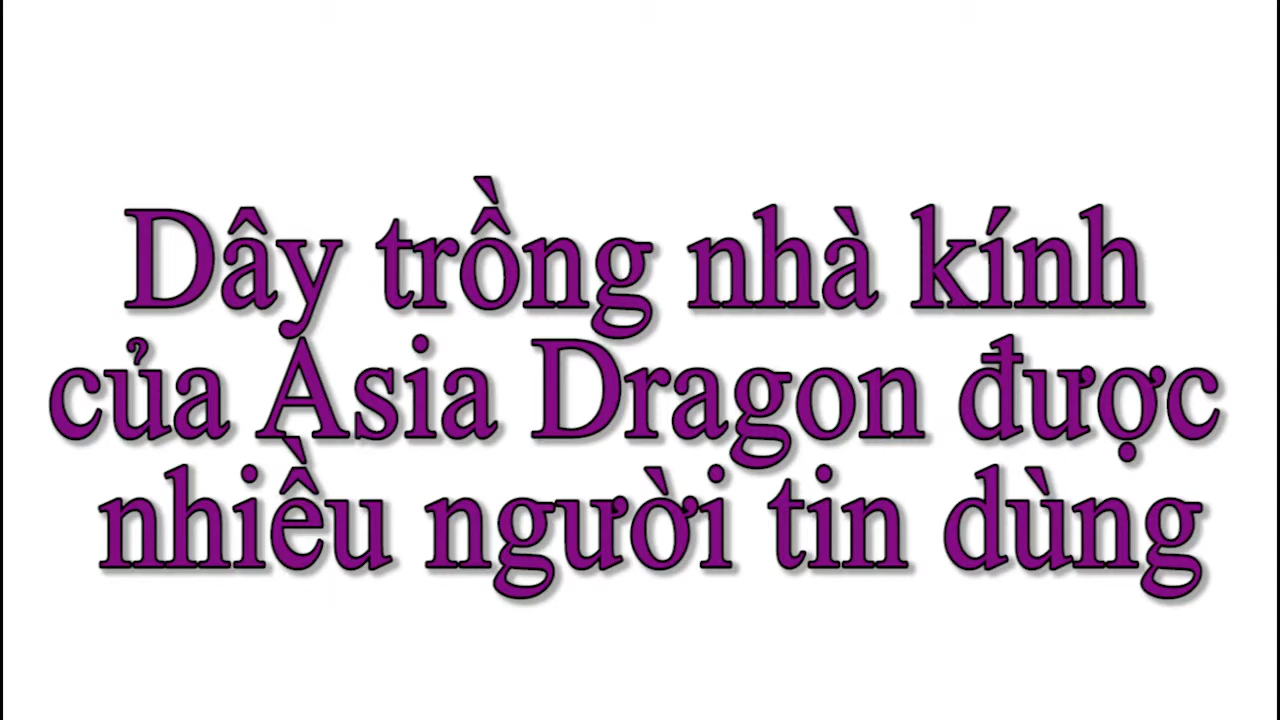 Dây trồng nhà kính
của Asia Dragon được
nhiều người tin dùng